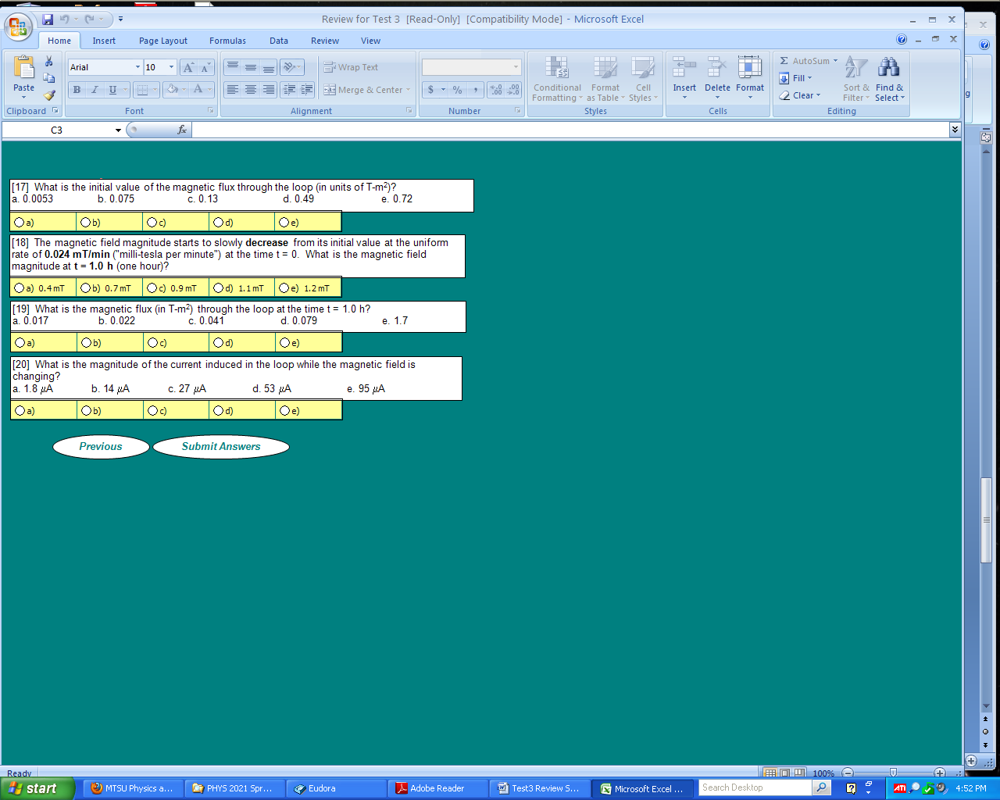 Review for Test 3 [Read-Only] [Compatibility Mode] - Microsoft Excel
Home Insert Page Layout Formulas Data Review View
Arial 10 Wrap Text AutoSum
Fill
Paste B I U A Merge & Center $ % , Conditional Formatting Format as Table Cell Styles Insert Delete Format Clear Sort & Filter Find & Select
Clipboard Font Alignment Number Styles Cells Editing
C3 fx
[17] What is the initial value of the magnetic flux through the loop (in units of T-m²)?
a. 0.0053 b. 0.075 c. 0.13 d. 0.49 e. 0.72
a) b) c) d) e)
[18] The magnetic field magnitude starts to slowly decrease from its initial value at the uniform
rate of 0.024 mT/min ("milli-tesla per minute") at the time t = 0. What is the magnetic field
magnitude at t = 1.0 h (one hour)?
a) 0.4 mT b) 0.7 mT c) 0.9 mT d) 1.1 mT e) 1.2 mT
[19] What is the magnetic flux (in T-m²) through the loop at the time t = 1.0 h?
a. 0.017 b. 0.022 c. 0.041 d. 0.079 e. 1.7
a) b) c) d) e)
[20] What is the magnitude of the current induced in the loop while the magnetic field is
changing?
a. 1.8 μA b. 14 μA c. 27 μA d. 53 μA e. 95 μA
a) b) c) d) e)
Previous Submit Answers
Ready 100%
start MTSU Physics a... PHYS 2021 Spr... Eudora Adobe Reader Test3 Review S... Microsoft Excel ... Search Desktop ATI 4:52 PM